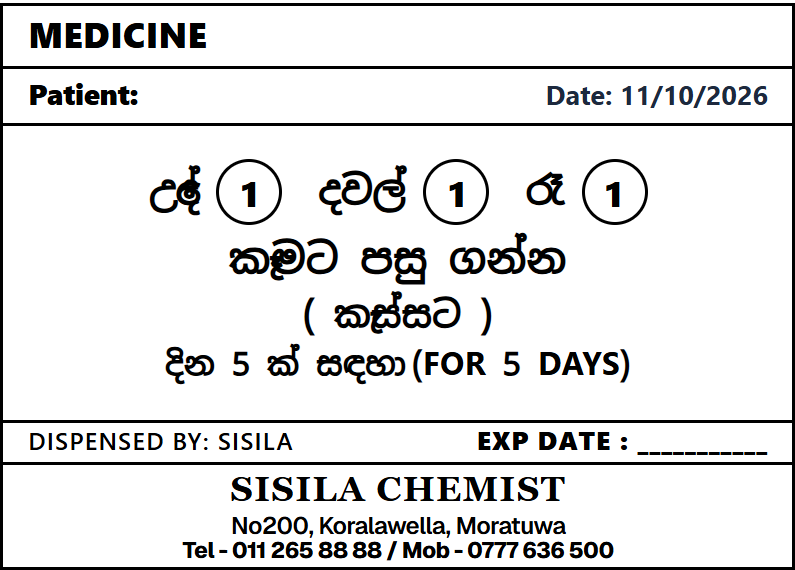 MEDICINE
Patient: Date: 11/10/2026
උදේ 1 දවල් 1 රෑ 1
කෑමට පසු ගන්න
( කැස්සට )
දින 5 ක් සඳහා (FOR 5 DAYS)
DISPENSED BY: SISILA EXP DATE : ___________
SISILA CHEMIST
No200, Koralawella, Moratuwa
Tel - 011 265 88 88 / Mob - 0777 636 500